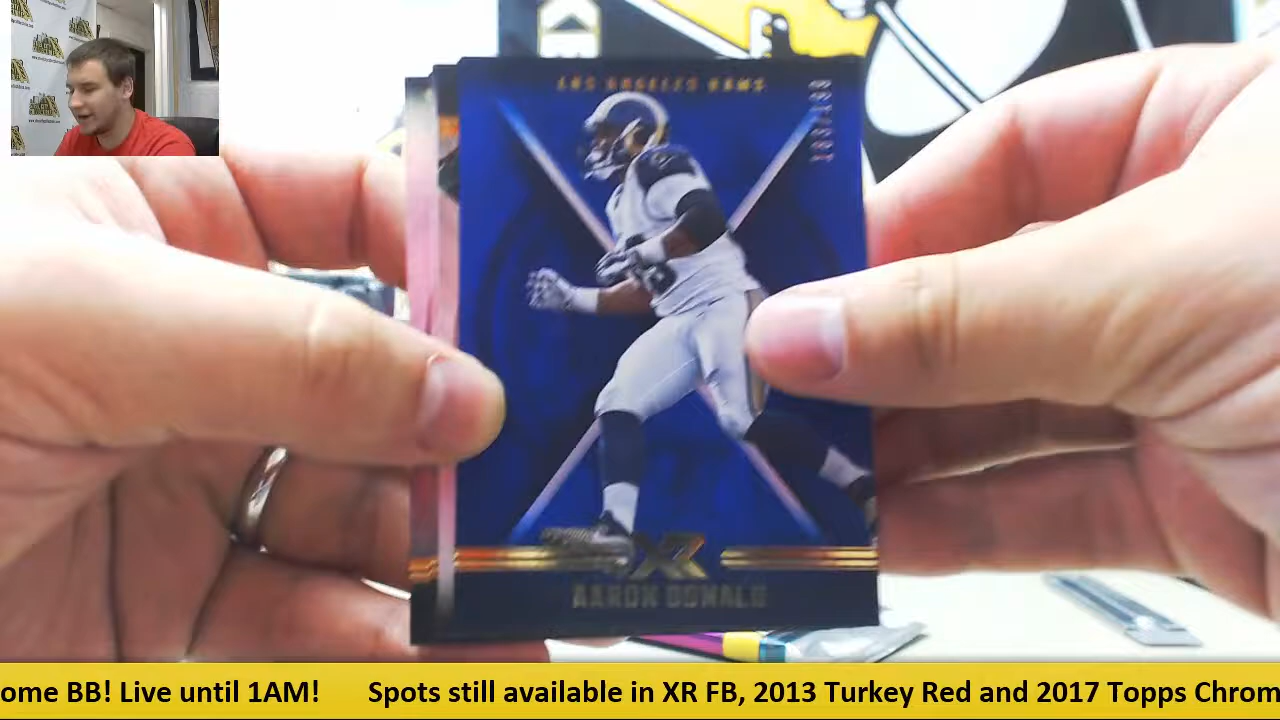 LOS ANGELES RAMS
XR
AARON DONALD
ome BB! Live until 1AM!
Spots still available in XR FB, 2013 Turkey Red and 2017 Topps Chrom